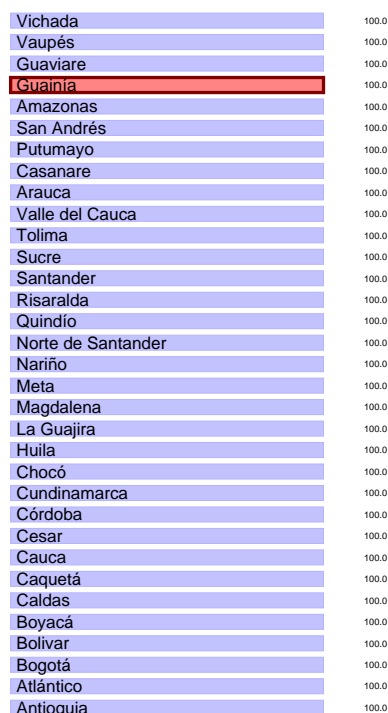 Vichada 100.0
Vaupés 100.0
Guaviare 100.0
Guainía 100.0
Amazonas 100.0
San Andrés 100.0
Putumayo 100.0
Casanare 100.0
Arauca 100.0
Valle del Cauca 100.0
Tolima 100.0
Sucre 100.0
Santander 100.0
Risaralda 100.0
Quindío 100.0
Norte de Santander 100.0
Nariño 100.0
Meta 100.0
Magdalena 100.0
La Guajira 100.0
Huila 100.0
Chocó 100.0
Cundinamarca 100.0
Córdoba 100.0
Cesar 100.0
Cauca 100.0
Caquetá 100.0
Caldas 100.0
Boyacá 100.0
Bolivar 100.0
Bogotá 100.0
Atlántico 100.0
Antioquia 100.0